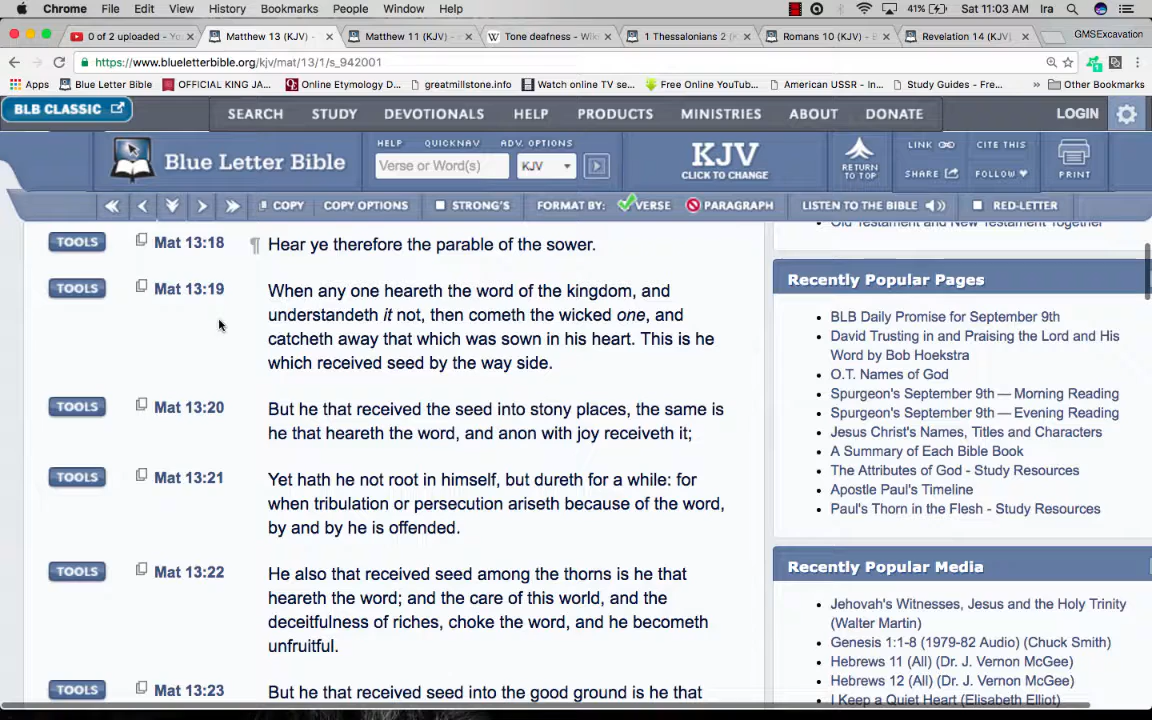 Chrome File Edit View History Bookmarks People Window Help 41% Sat 11:03 AM Ira
0 of 2 uploaded - Yo Matthew 13 (KJV) Matthew 11 (KJV) - Tone deafness - Wi 1 Thessalonians 2 ( Romans 10 (KJV) - B Revelation 14 (KJV) GMSExcavation
https://www.blueletterbible.org/kjv/mat/13/1/s_942001
Apps Blue Letter Bible OFFICIAL KING JA... Online Etymology D... greatmillstone.info Watch online TV se... Free Online YouTub... American USSR - In... Study Guides - Fre... » Other Bookmarks
BLB CLASSIC SEARCH STUDY DEVOTIONALS HELP PRODUCTS MINISTRIES ABOUT DONATE LOGIN
HELP QUICKNAV ADV. OPTIONS
Blue Letter Bible Verse or Word(s) KJV
KJV
CLICK TO CHANGE
RETURN
TO TOP
LINK CITE THIS
SHARE FOLLOW
PRINT
COPY COPY OPTIONS STRONG'S FORMAT BY: VERSE PARAGRAPH LISTEN TO THE BIBLE RED-LETTER
TOOLS Mat 13:18 ¶ Hear ye therefore the parable of the sower.
TOOLS Mat 13:19 When any one heareth the word of the kingdom, and
understandeth it not, then cometh the wicked one, and
catcheth away that which was sown in his heart. This is he
which received seed by the way side.
TOOLS Mat 13:20 But he that received the seed into stony places, the same is
he that heareth the word, and anon with joy receiveth it;
TOOLS Mat 13:21 Yet hath he not root in himself, but dureth for a while: for
when tribulation or persecution ariseth because of the word,
by and by he is offended.
TOOLS Mat 13:22 He also that received seed among the thorns is he that
heareth the word; and the care of this world, and the
deceitfulness of riches, choke the word, and he becometh
unfruitful.
TOOLS Mat 13:23 But he that received seed into the good ground is he that
Old Testament and New Testament Together
Recently Popular Pages
BLB Daily Promise for September 9th
David Trusting in and Praising the Lord and His
Word by Bob Hoekstra
O.T. Names of God
Spurgeon's September 9th — Morning Reading
Spurgeon's September 9th — Evening Reading
Jesus Christ's Names, Titles and Characters
A Summary of Each Bible Book
The Attributes of God - Study Resources
Apostle Paul's Timeline
Paul's Thorn in the Flesh - Study Resources
Recently Popular Media
Jehovah's Witnesses, Jesus and the Holy Trinity
(Walter Martin)
Genesis 1:1-8 (1979-82 Audio) (Chuck Smith)
Hebrews 11 (All) (Dr. J. Vernon McGee)
Hebrews 12 (All) (Dr. J. Vernon McGee)
I Keep a Quiet Heart (Elisabeth Elliot)